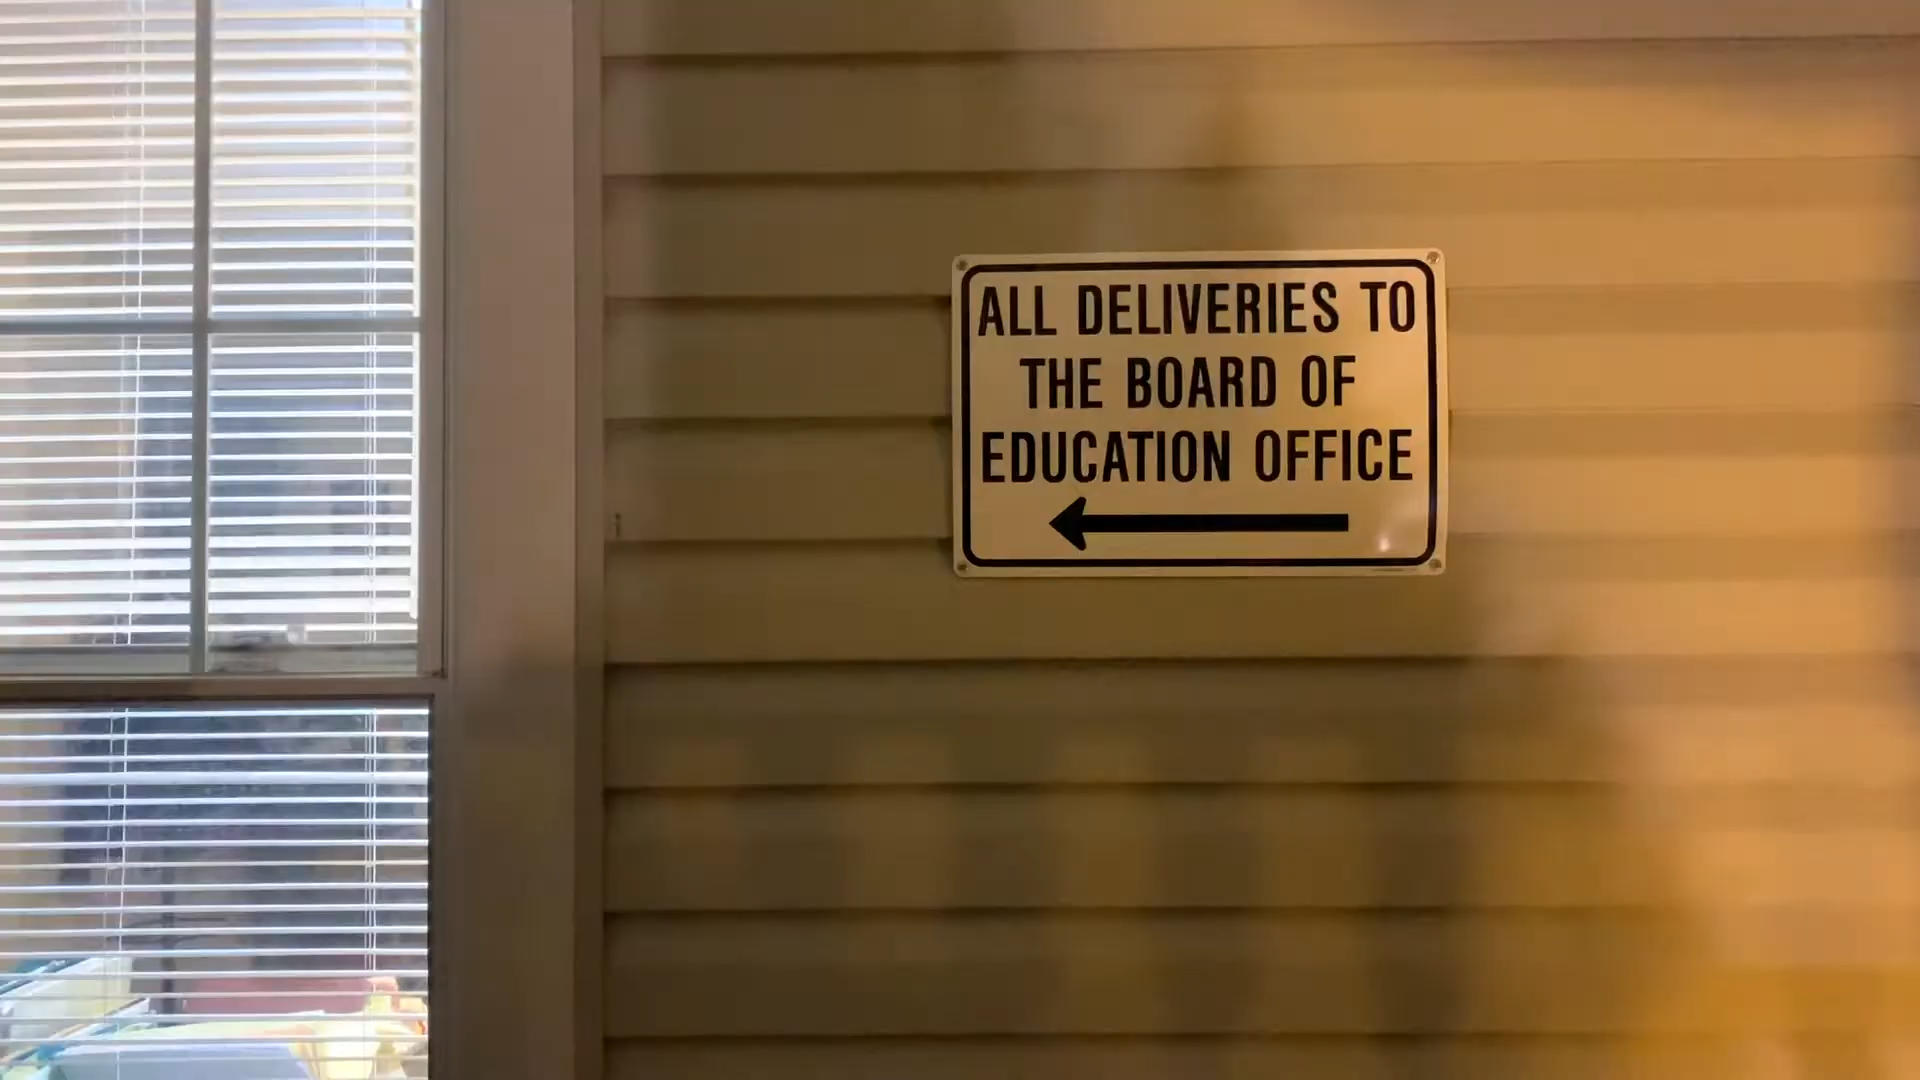 ALL DELIVERIES TO
THE BOARD OF
EDUCATION OFFICE